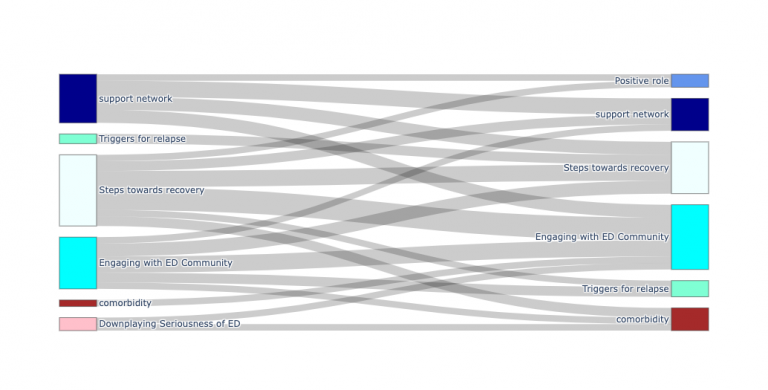 support network
Triggers for relapse
Steps towards recovery
Engaging with ED Community
comorbidity
Downplaying Seriousness of ED
Positive role
support network
Steps towards recovery
Engaging with ED Community
Triggers for relapse
comorbidity